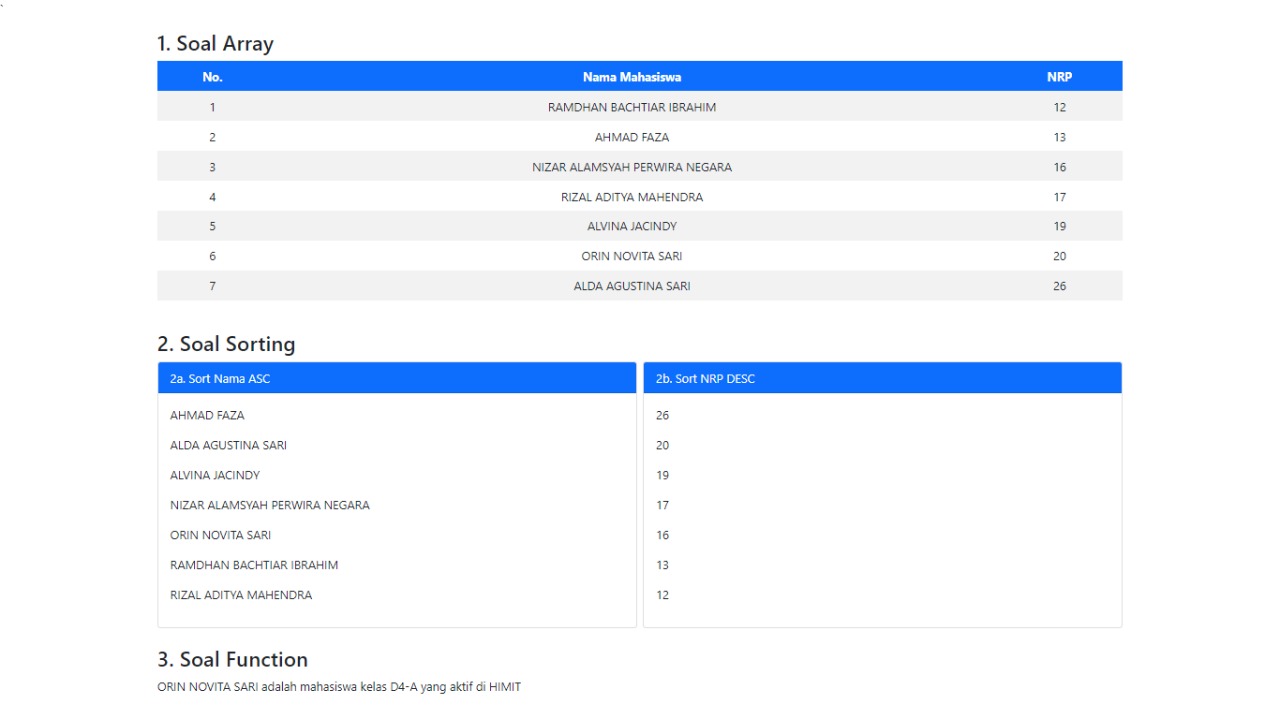 `
1. Soal Array
No. Nama Mahasiswa NRP
1 RAMDHAN BACHTIAR IBRAHIM 12
2 AHMAD FAZA 13
3 NIZAR ALAMSYAH PERWIRA NEGARA 16
4 RIZAL ADITYA MAHENDRA 17
5 ALVINA JACINDY 19
6 ORIN NOVITA SARI 20
7 ALDA AGUSTINA SARI 26
2. Soal Sorting
2a. Sort Nama ASC
AHMAD FAZA
ALDA AGUSTINA SARI
ALVINA JACINDY
NIZAR ALAMSYAH PERWIRA NEGARA
ORIN NOVITA SARI
RAMDHAN BACHTIAR IBRAHIM
RIZAL ADITYA MAHENDRA
2b. Sort NRP DESC
26
20
19
17
16
13
12
3. Soal Function
ORIN NOVITA SARI adalah mahasiswa kelas D4-A yang aktif di HIMIT